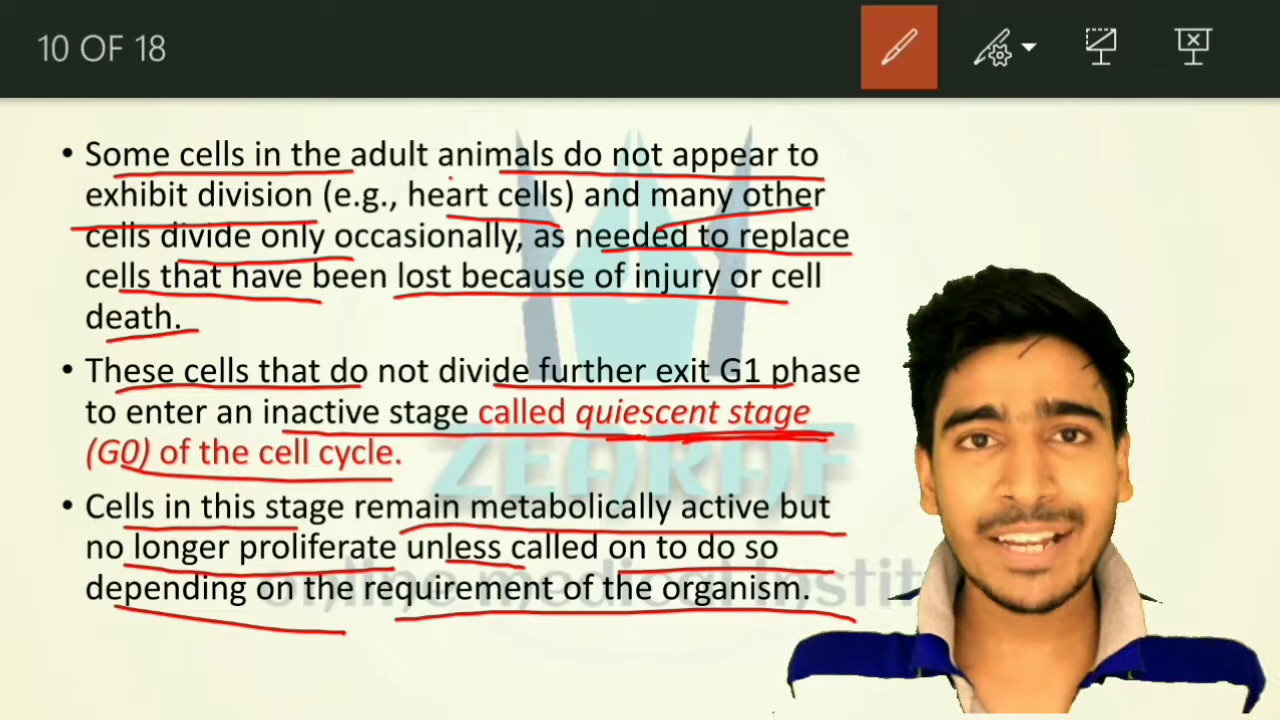 10 OF 18
• Some cells in the adult animals do not appear to
exhibit division (e.g., heart cells) and many other
cells divide only occasionally, as needed to replace
cells that have been lost because of injury or cell
death.
• These cells that do not divide further exit G1 phase
to enter an inactive stage called quiescent stage
(G0) of the cell cycle.
• Cells in this stage remain metabolically active but
no longer proliferate unless called on to do so
depending on the requirement of the organism.
ZEARAF
online medical instit